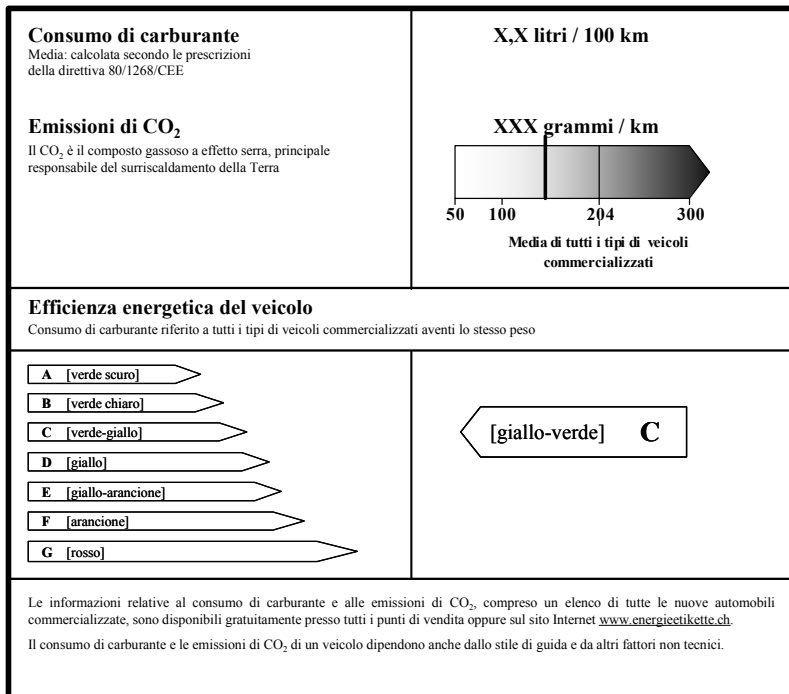 Consumo di carburante
Media: calcolata secondo le prescrizioni
della direttiva 80/1268/CEE
X,X litri / 100 km
Emissioni di CO₂
Il CO₂ è il composto gassoso a effetto serra, principale
responsabile del surriscaldamento della Terra
XXX grammi / km
50 100 204 300
Media di tutti i tipi di veicoli
commercializzati
Efficienza energetica del veicolo
Consumo di carburante riferito a tutti i tipi di veicoli commercializzati aventi lo stesso peso
A [verde scuro]
B [verde chiaro]
C [verde-giallo]
D [giallo]
E [giallo-arancione]
F [arancione]
G [rosso]
[giallo-verde] C
Le informazioni relative al consumo di carburante e alle emissioni di CO₂, compreso un elenco di tutte le nuove automobili
commercializzate, sono disponibili gratuitamente presso tutti i punti di vendita oppure sul sito Internet www.energieetikette.ch.
Il consumo di carburante e le emissioni di CO₂ di un veicolo dipendono anche dallo stile di guida e da altri fattori non tecnici.